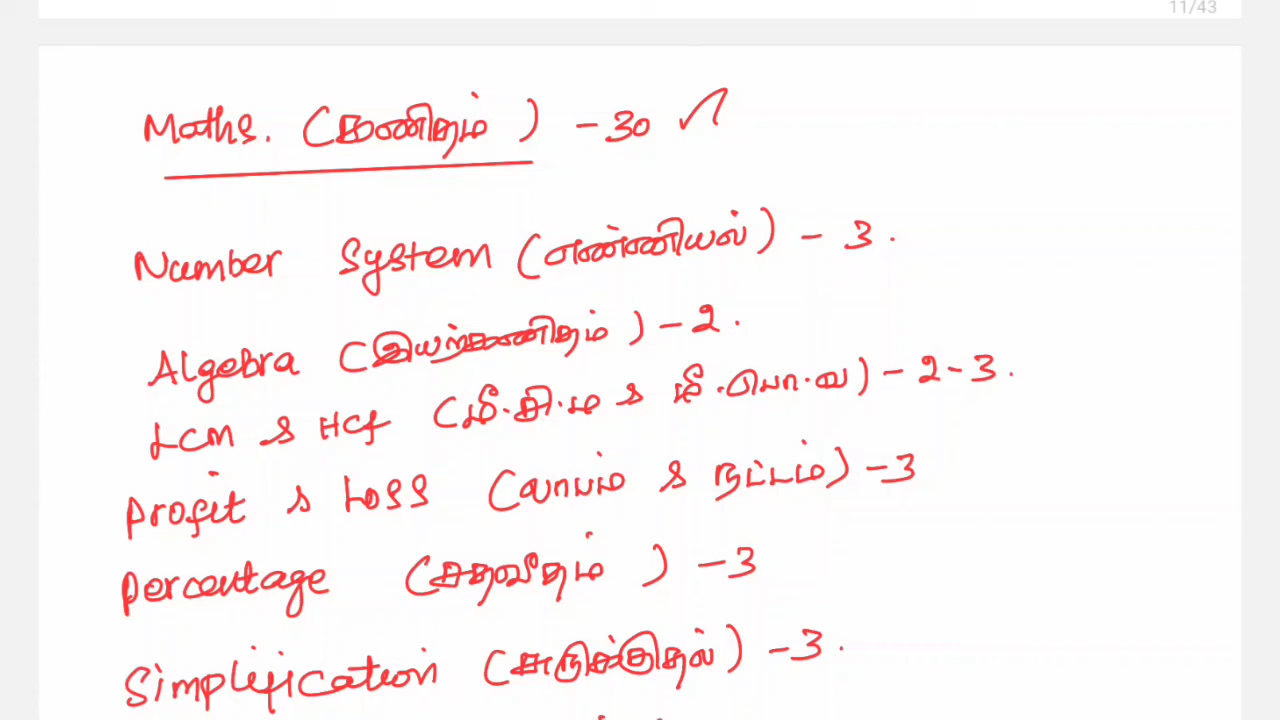 11/43
Maths. (கணிதம்) - 30
Number System (எண்ணியல்) - 3.
Algebra (இயற்கணிதம்) - 2.
LCM & HCF (மீ.சி.ம & மீ.பொ.வ) - 2-3.
Profit & Loss (லாபம் & நட்டம்) - 3
Percentage (சதவீதம்) - 3
Simplification (சுருக்குதல்) - 3.